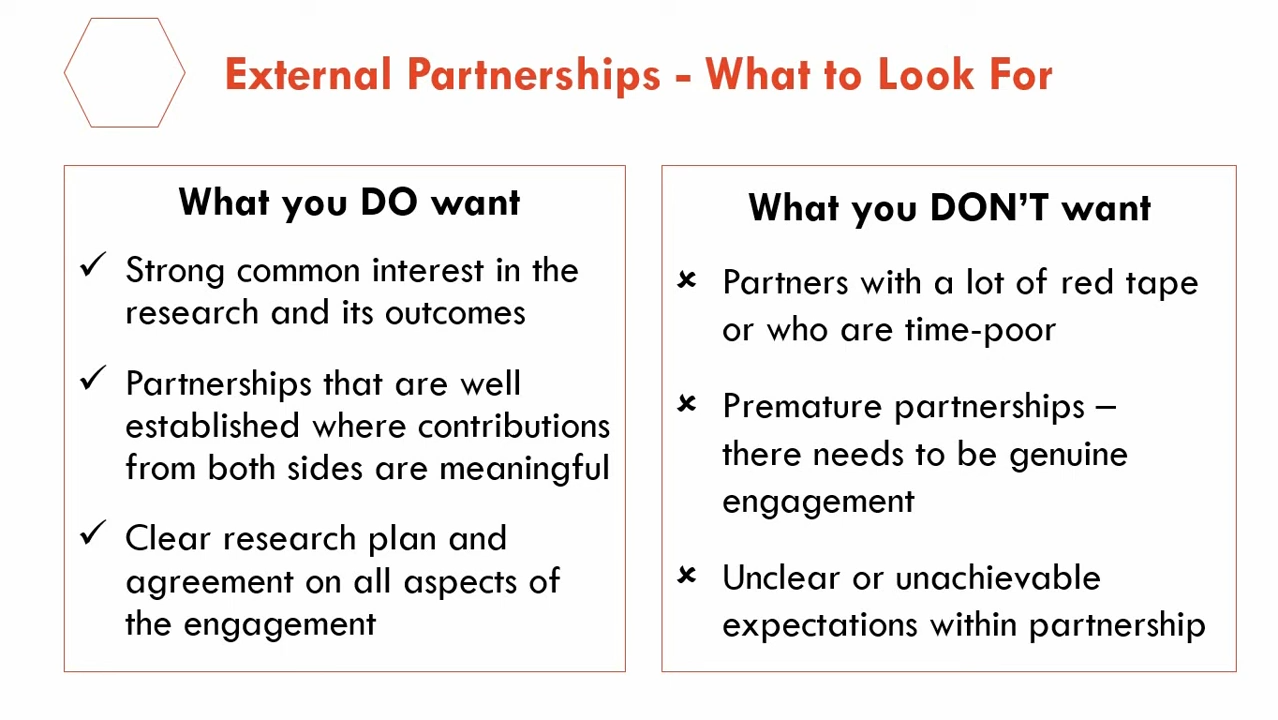 External Partnerships - What to Look For
What you DO want
✓ Strong common interest in the
research and its outcomes
✓ Partnerships that are well
established where contributions
from both sides are meaningful
✓ Clear research plan and
agreement on all aspects of
the engagement
What you DON’T want
× Partners with a lot of red tape
or who are time-poor
× Premature partnerships –
there needs to be genuine
engagement
× Unclear or unachievable
expectations within partnership